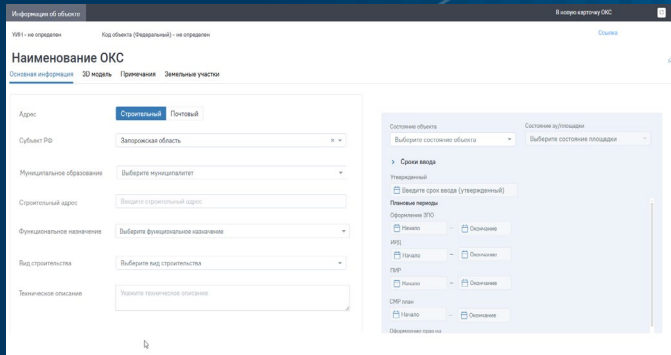 Информация об объекте
В новую карточку ОКС
УИН - не определен
Код объекта (Федеральный) - не определен
Ссылка
Наименование ОКС
Основная информация 3D модель Примечания Земельные участки
Адрес
Строительный Почтовый
Субъект РФ
Запорожская область
Муниципальное образование
Выберите муниципалитет
Строительный адрес
Введите строительный адрес
Функциональное назначение
Выберите функциональное назначение
Вид строительства
Выберите вид строительства
Техническое описание
Укажите техническое описание
Состояние объекта
Состояние зу/площадки
Выберите состояние объекта
Выберите состояние площадки
Сроки ввода
Утвержденный
Введите срок ввода (утвержденный)
Плановые периоды
Оформление ЗПО
Начало - Окончание
ИРД
Начало - Окончание
ПИР
Начало - Окончание
СМР план
Начало - Окончание
Оформление прав на